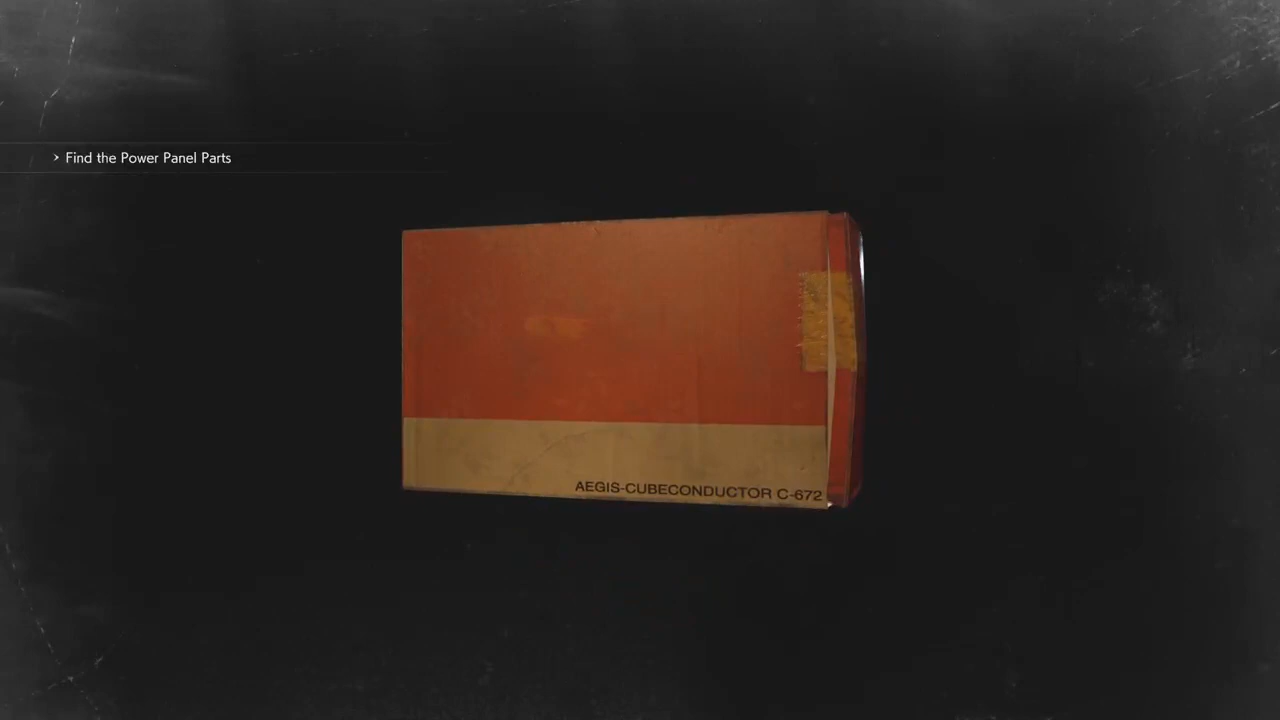 › Find the Power Panel Parts
AEGIS-CUBECONDUCTOR C-672